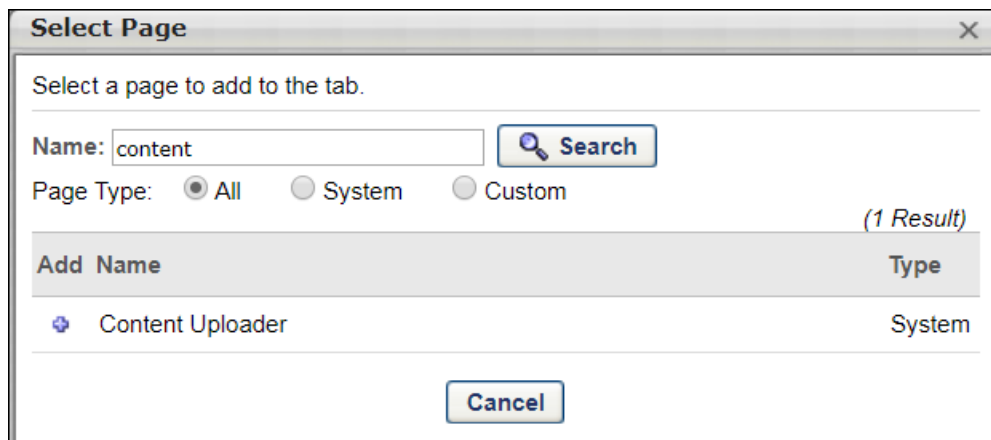 Select Page
Select a page to add to the tab.
Name: content Search
Page Type: All System Custom
(1 Result)
Add Name Type
Content Uploader System
Cancel